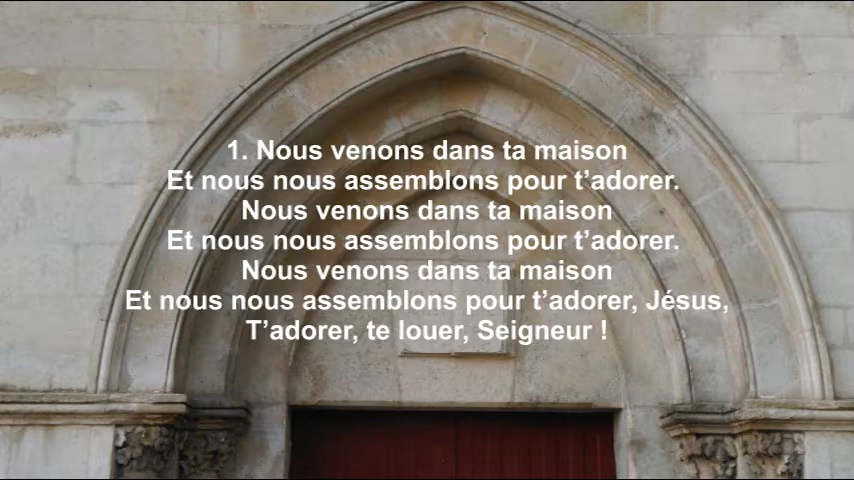 1. Nous venons dans ta maison
Et nous nous assemblons pour t’adorer.
Nous venons dans ta maison
Et nous nous assemblons pour t’adorer.
Nous venons dans ta maison
Et nous nous assemblons pour t’adorer, Jésus,
T’adorer, te louer, Seigneur !